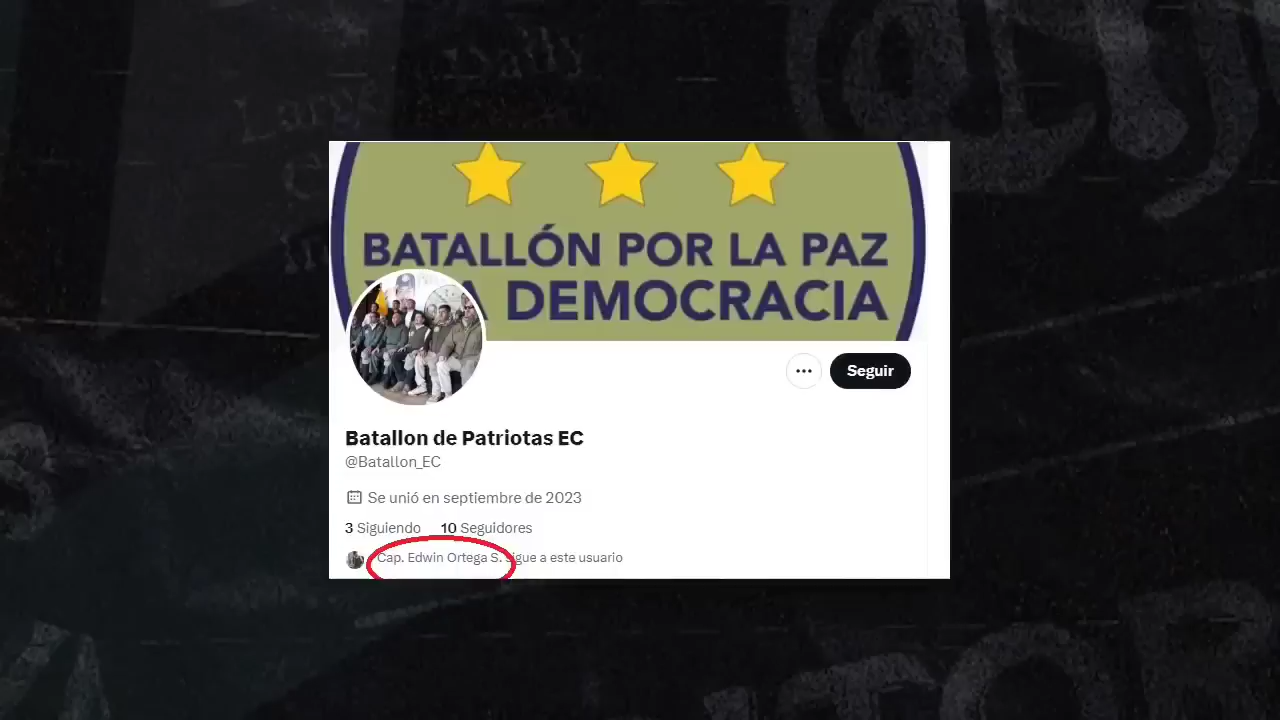 BATALLÓN POR LA PAZ
LA DEMOCRACIA
Seguir
Batallon de Patriotas EC
@Batallon_EC
Se unió en septiembre de 2023
3 Siguiendo 10 Seguidores
Cap. Edwin Ortega S. sigue a este usuario